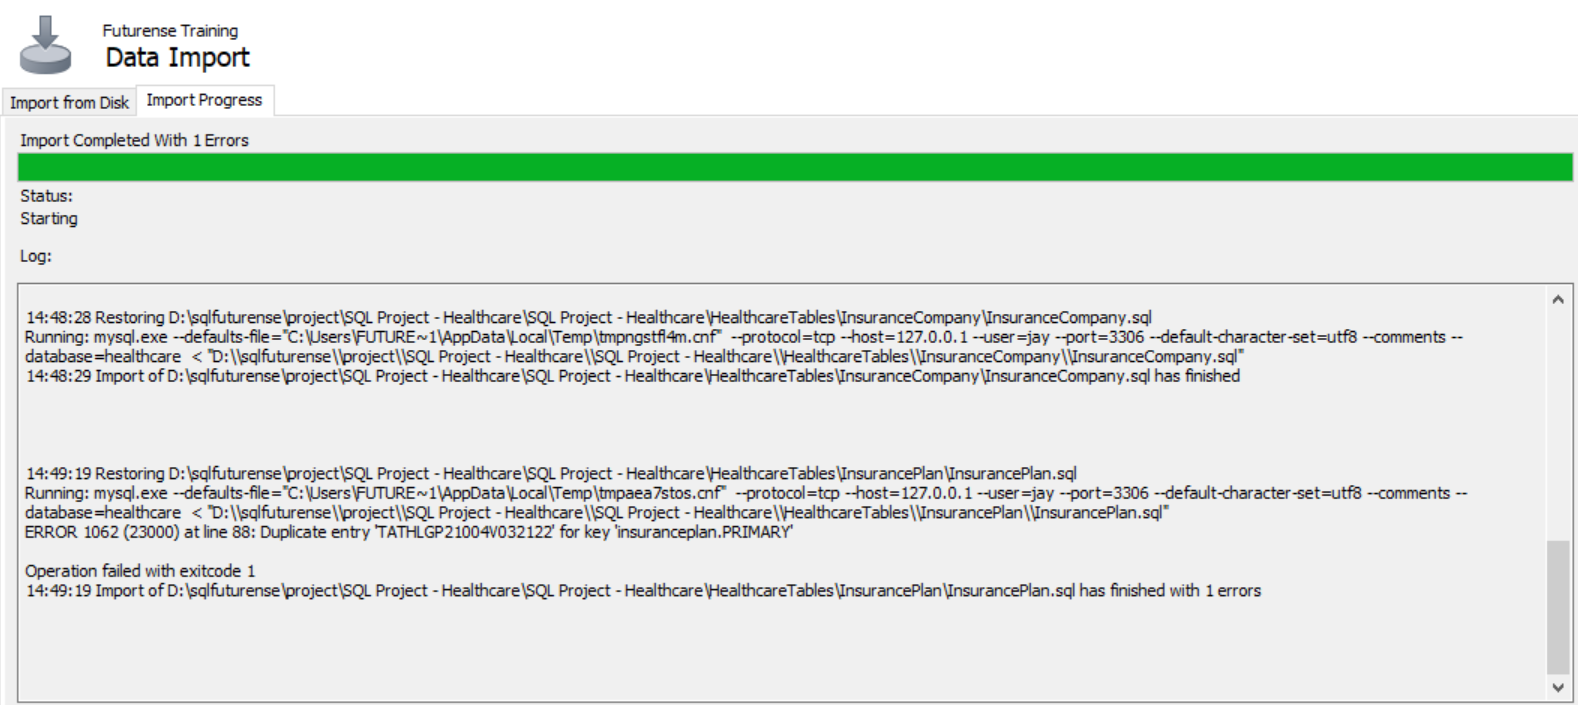 Futurense Training
Data Import
Import from Disk
Import Progress
Import Completed With 1 Errors
Status:
Starting
Log:
14:48:28 Restoring D:\sqlfuturense\project\SQL Project - Healthcare\SQL Project - Healthcare\HealthcareTables\InsuranceCompany\InsuranceCompany.sql
Running: mysql.exe --defaults-file="C:\Users\FUTURE~1\AppData\Local\Temp\tmpngstfl4m.cnf"  --protocol=tcp --host=127.0.0.1 --user=jay --port=3306 --default-character-set=utf8 --comments --
database=healthcare  < "D:\\sqlfuturense\\project\\SQL Project - Healthcare\\SQL Project - Healthcare\\HealthcareTables\\InsuranceCompany\\InsuranceCompany.sql"
14:48:29 Import of D:\sqlfuturense\project\SQL Project - Healthcare\SQL Project - Healthcare\HealthcareTables\InsuranceCompany\InsuranceCompany.sql has finished
14:49:19 Restoring D:\sqlfuturense\project\SQL Project - Healthcare\SQL Project - Healthcare\HealthcareTables\InsurancePlan\InsurancePlan.sql
Running: mysql.exe --defaults-file="C:\Users\FUTURE~1\AppData\Local\Temp\tmpaea7stos.cnf"  --protocol=tcp --host=127.0.0.1 --user=jay --port=3306 --default-character-set=utf8 --comments --
database=healthcare  < "D:\\sqlfuturense\\project\\SQL Project - Healthcare\\SQL Project - Healthcare\\HealthcareTables\\InsurancePlan\\InsurancePlan.sql"
ERROR 1062 (23000) at line 88: Duplicate entry 'TATHLGP21004V032122' for key 'insuranceplan.PRIMARY'
Operation failed with exitcode 1
14:49:19 Import of D:\sqlfuturense\project\SQL Project - Healthcare\SQL Project - Healthcare\HealthcareTables\InsurancePlan\InsurancePlan.sql has finished with 1 errors